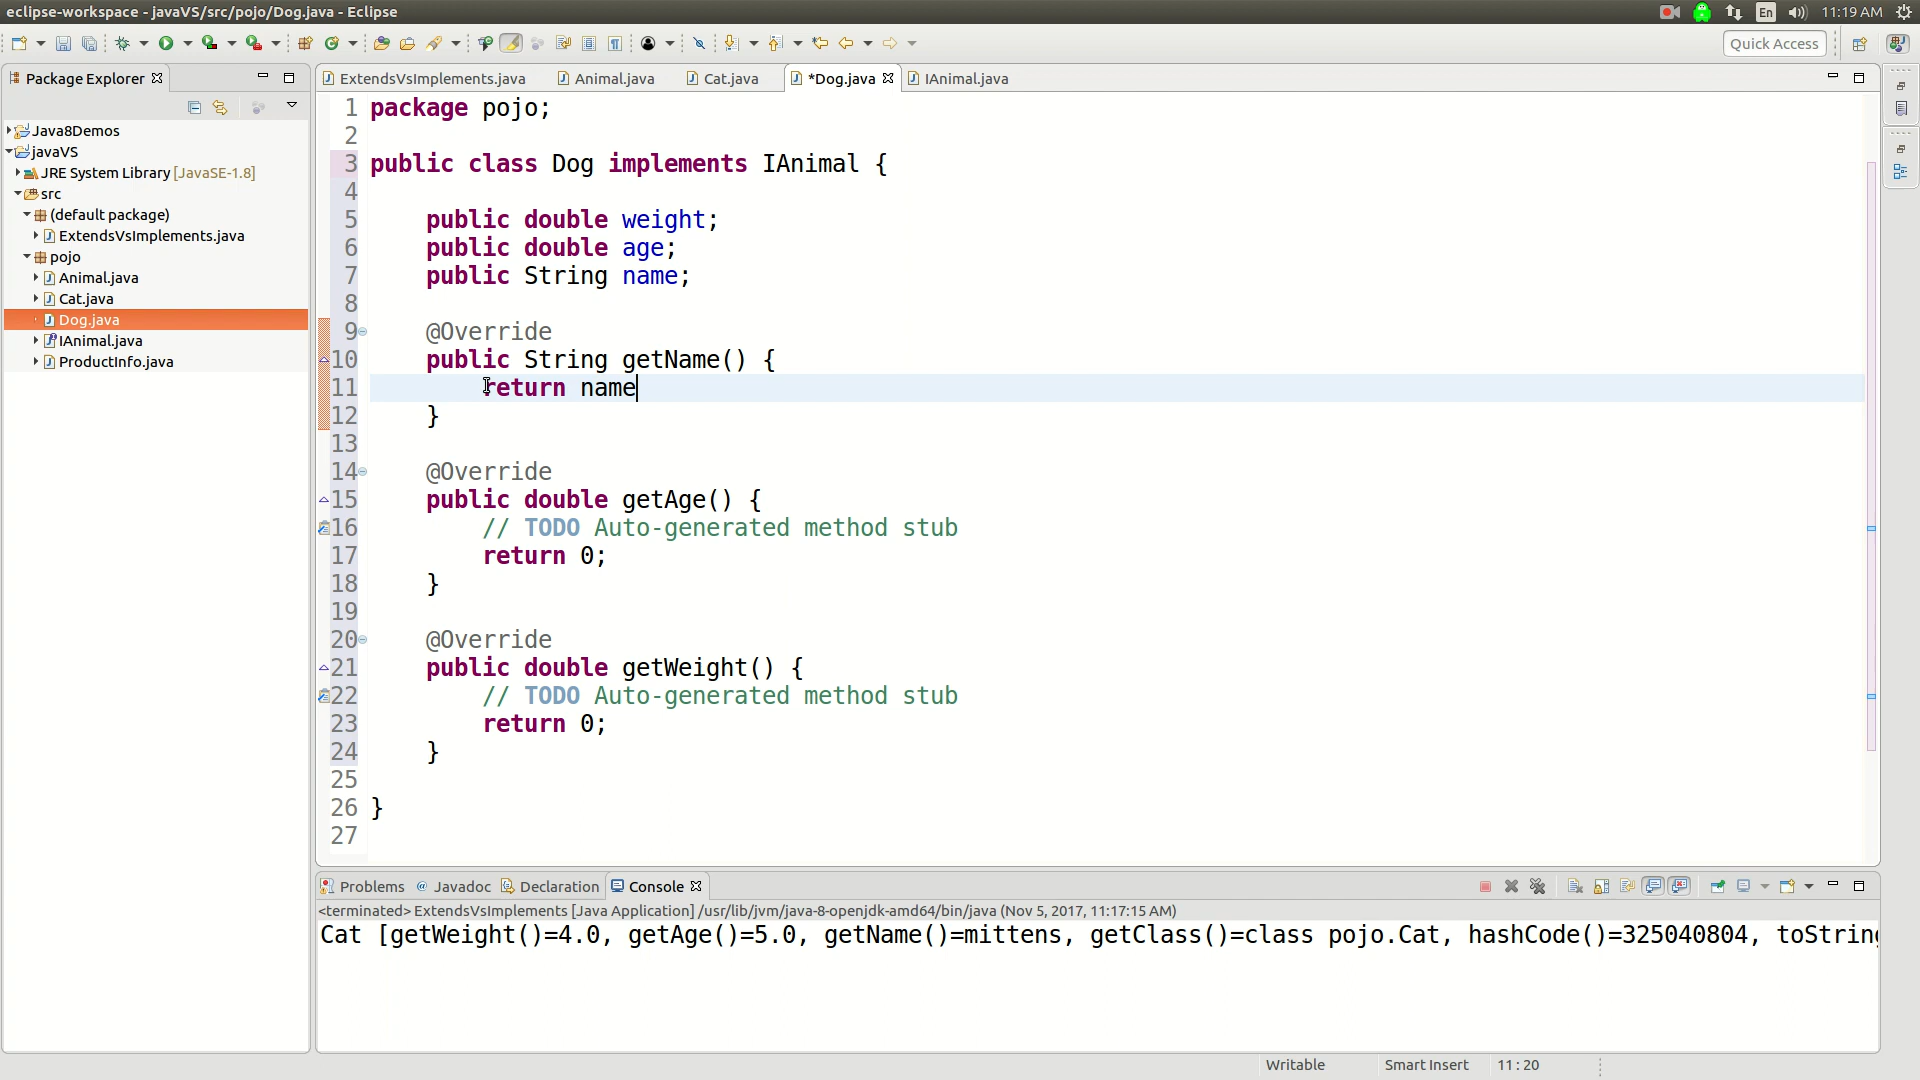 eclipse-workspace - javaVS/src/pojo/Dog.java - Eclipse
En
11:19 AM
Quick Access
Package Explorer
ExtendsVsImplements.java
Animal.java
Cat.java
*Dog.java
IAnimal.java
Java8Demos
javaVS
JRE System Library [JavaSE-1.8]
src
(default package)
ExtendsVsImplements.java
pojo
Animal.java
Cat.java
Dog.java
IAnimal.java
ProductInfo.java
1 package pojo;
2
3 public class Dog implements IAnimal {
4
5 public double weight;
6 public double age;
7 public String name;
8
9 @Override
10 public String getName() {
11 return name
12 }
13
14 @Override
15 public double getAge() {
16 // TODO Auto-generated method stub
17 return 0;
18 }
19
20 @Override
21 public double getWeight() {
22 // TODO Auto-generated method stub
23 return 0;
24 }
25
26 }
27
Problems
@ Javadoc
Declaration
Console
<terminated> ExtendsVsImplements [Java Application] /usr/lib/jvm/java-8-openjdk-amd64/bin/java (Nov 5, 2017, 11:17:15 AM)
Cat [getWeight()=4.0, getAge()=5.0, getName()=mittens, getClass()=class pojo.Cat, hashCode()=325040804, toString
Writable
Smart Insert
11 : 20